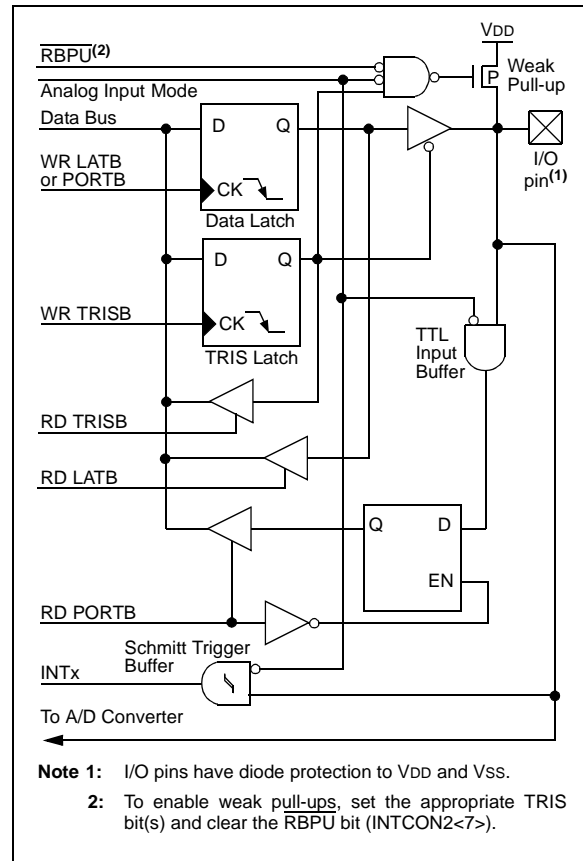 VDD
RBPU(2)
Weak
Pull-up
P
Analog Input Mode
Data Bus
D Q
I/O
pin(1)
WR LATB
or PORTB
CK
Data Latch
D Q
WR TRISB
CK
TRIS Latch
TTL
Input
Buffer
RD TRISB
RD LATB
Q D
EN
RD PORTB
Schmitt Trigger
Buffer
INTx
To A/D Converter
Note 1: I/O pins have diode protection to VDD and VSS.
2: To enable weak pull-ups, set the appropriate TRIS
bit(s) and clear the RBPU bit (INTCON2<7>).